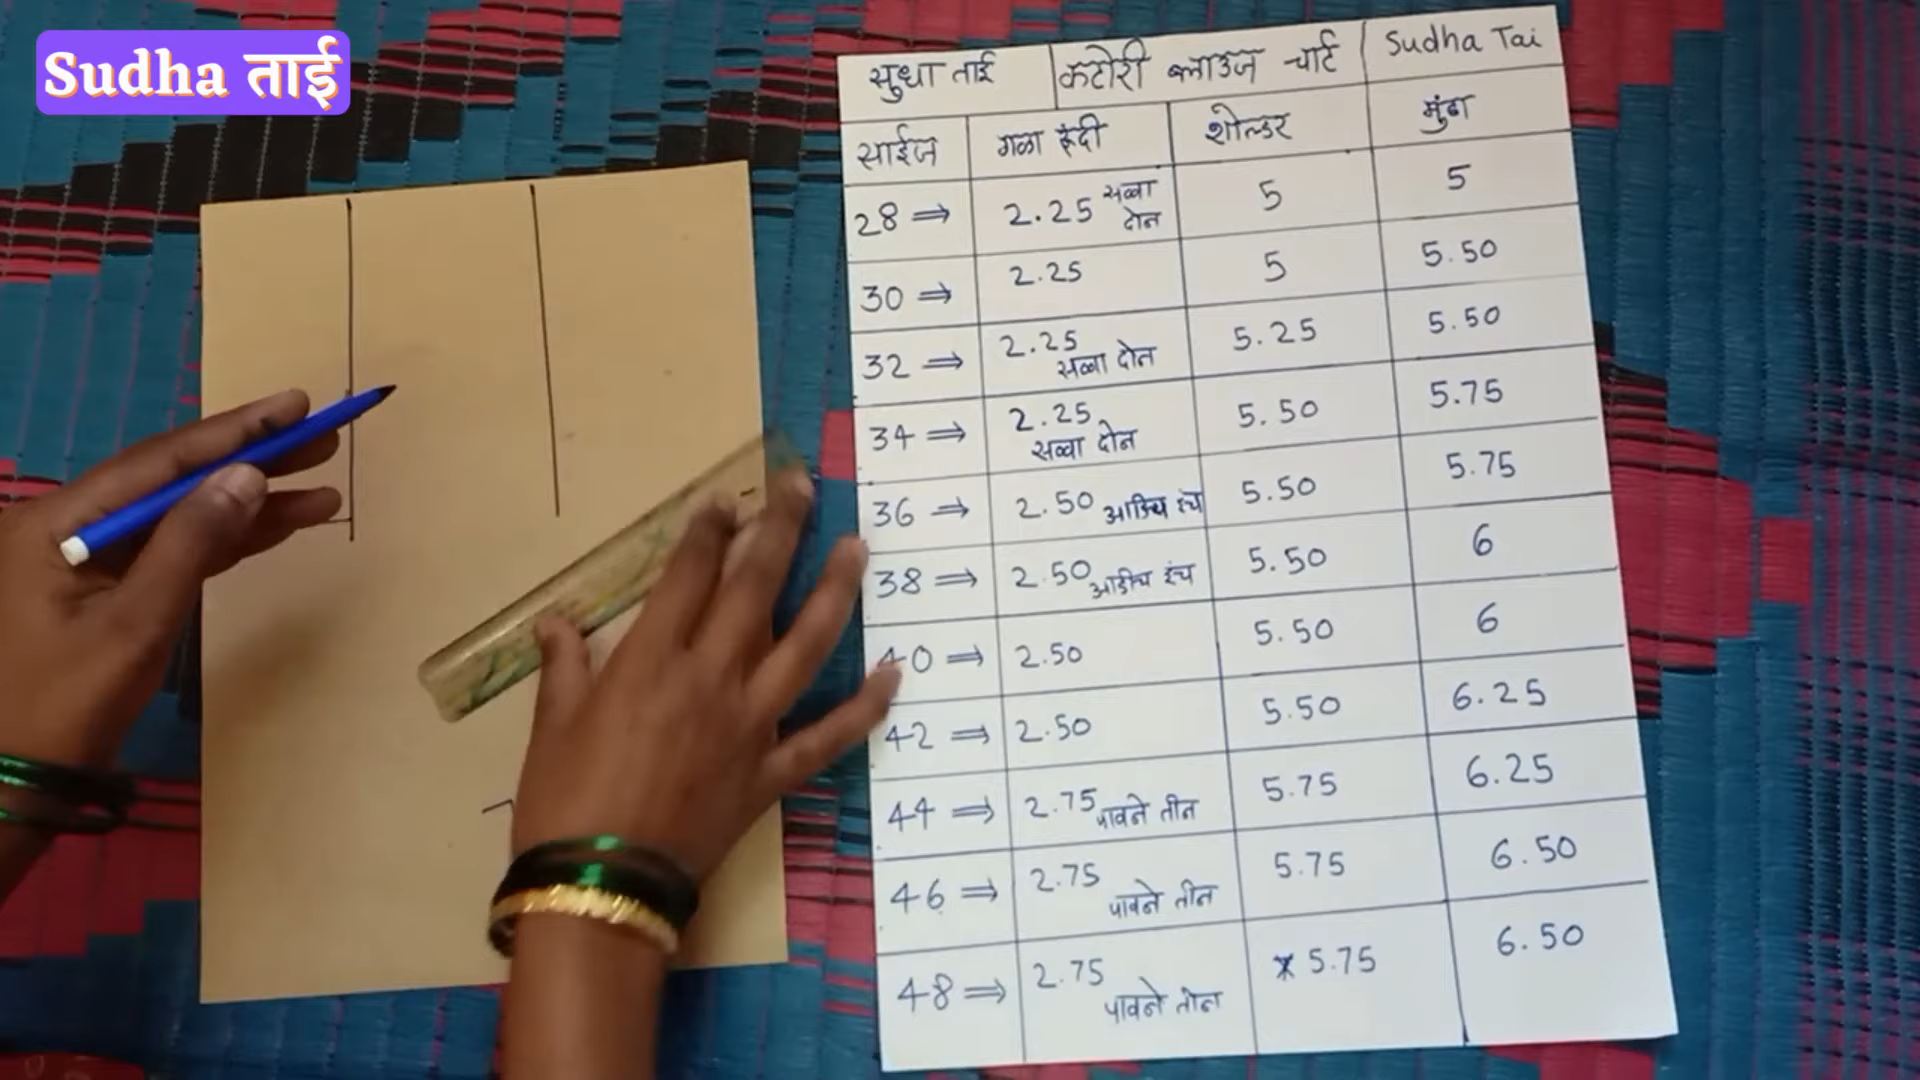 Sudha ताई
सुधा ताई कटोरी ब्लाउज चार्ट Sudha Tai
साईज गळा रूंदी शोल्डर मुंढा
28 ⇒ 2.25 सव्वा दोन 5 5
30 ⇒ 2.25 5 5.50
32 ⇒ 2.25 सव्वा दोन 5.25 5.50
34 ⇒ 2.25 सव्वा दोन 5.50 5.75
36 ⇒ 2.50 आडिच इंच 5.50 5.75
38 ⇒ 2.50 आडीच इंच 5.50 6
40 ⇒ 2.50 5.50 6
42 ⇒ 2.50 5.50 6.25
44 ⇒ 2.75 पावने तीन 5.75 6.25
46 ⇒ 2.75 पावने तीन 5.75 6.50
48 ⇒ 2.75 पावने तीन * 5.75 6.50